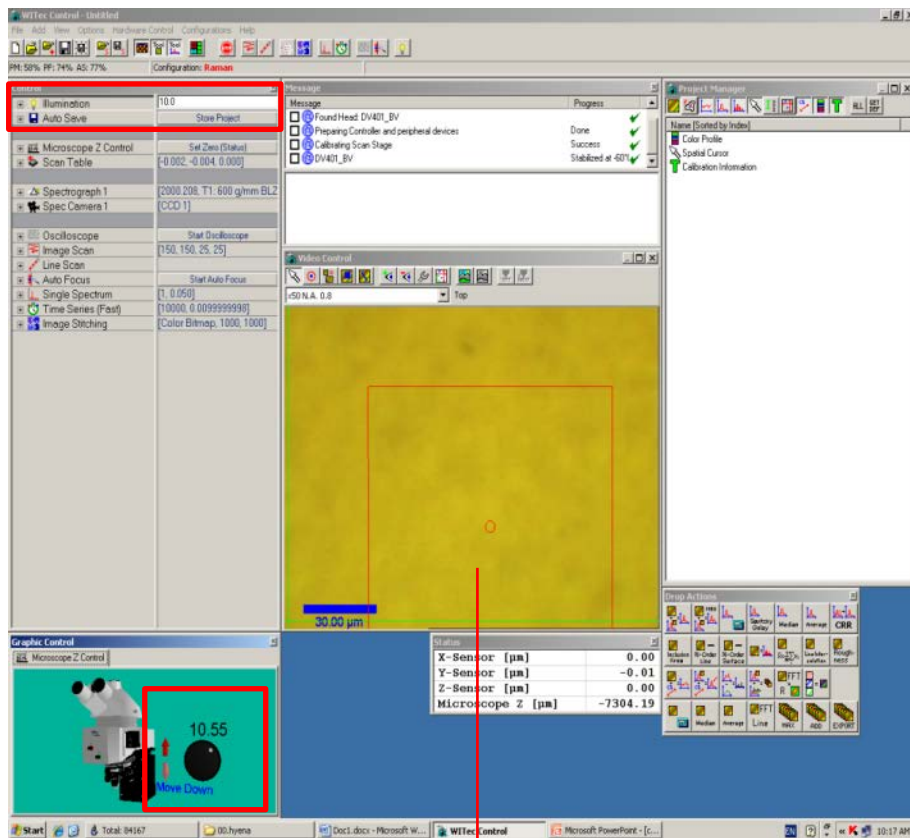 WITec Control - Untitled
File Add View Options Hardware Control Configurations Help
PM: 58% PF: 74% AS: 77% Configuration: Raman
Control
Illumination 10.0
Auto Save Store Project
Microscope Z Control Set Zero (Status)
Scan Table [-0.002, -0.004, 0.000]
Spectrograph 1 [2000.208, T1: 600 g/mm BLZ
Spec Camera 1 [CCD 1]
Oscilloscope Start Oscilloscope
Image Scan [150, 150, 25, 25]
Line Scan
Auto Focus Start Auto Focus
Single Spectrum [1, 0.050]
Time Series (Fast) [10000, 0.0099999998]
Image Stitching [Color Bitmap, 1000, 1000]
Message
Message Progress
Found Head: DV401_BV
Preparing Controller and peripheral devices Done
Calibrating Scan Stage Success
DV401_BV Stabilized at -60°
Video Control
r50 N.A. 0.8 Top
30.00 µm
Project Manager
ALL
Name [Sorted by Index]
Color Profile
Spatial Cursor
Calibration Information
Graphic Control
Microscope Z Control
10.55
Move Down
Status
X-Sensor [µm] 0.00
Y-Sensor [µm] -0.01
Z-Sensor [µm] 0.00
Microscope Z [µm] -7304.19
Drop Actions
Median Average CRR
Median Average Line MAX ADD EXPORT
Start Total: 84167 00.hyena Doc1.docx - Microsoft W... WITec Control Microsoft PowerPoint - [c... EN 10:17 AM